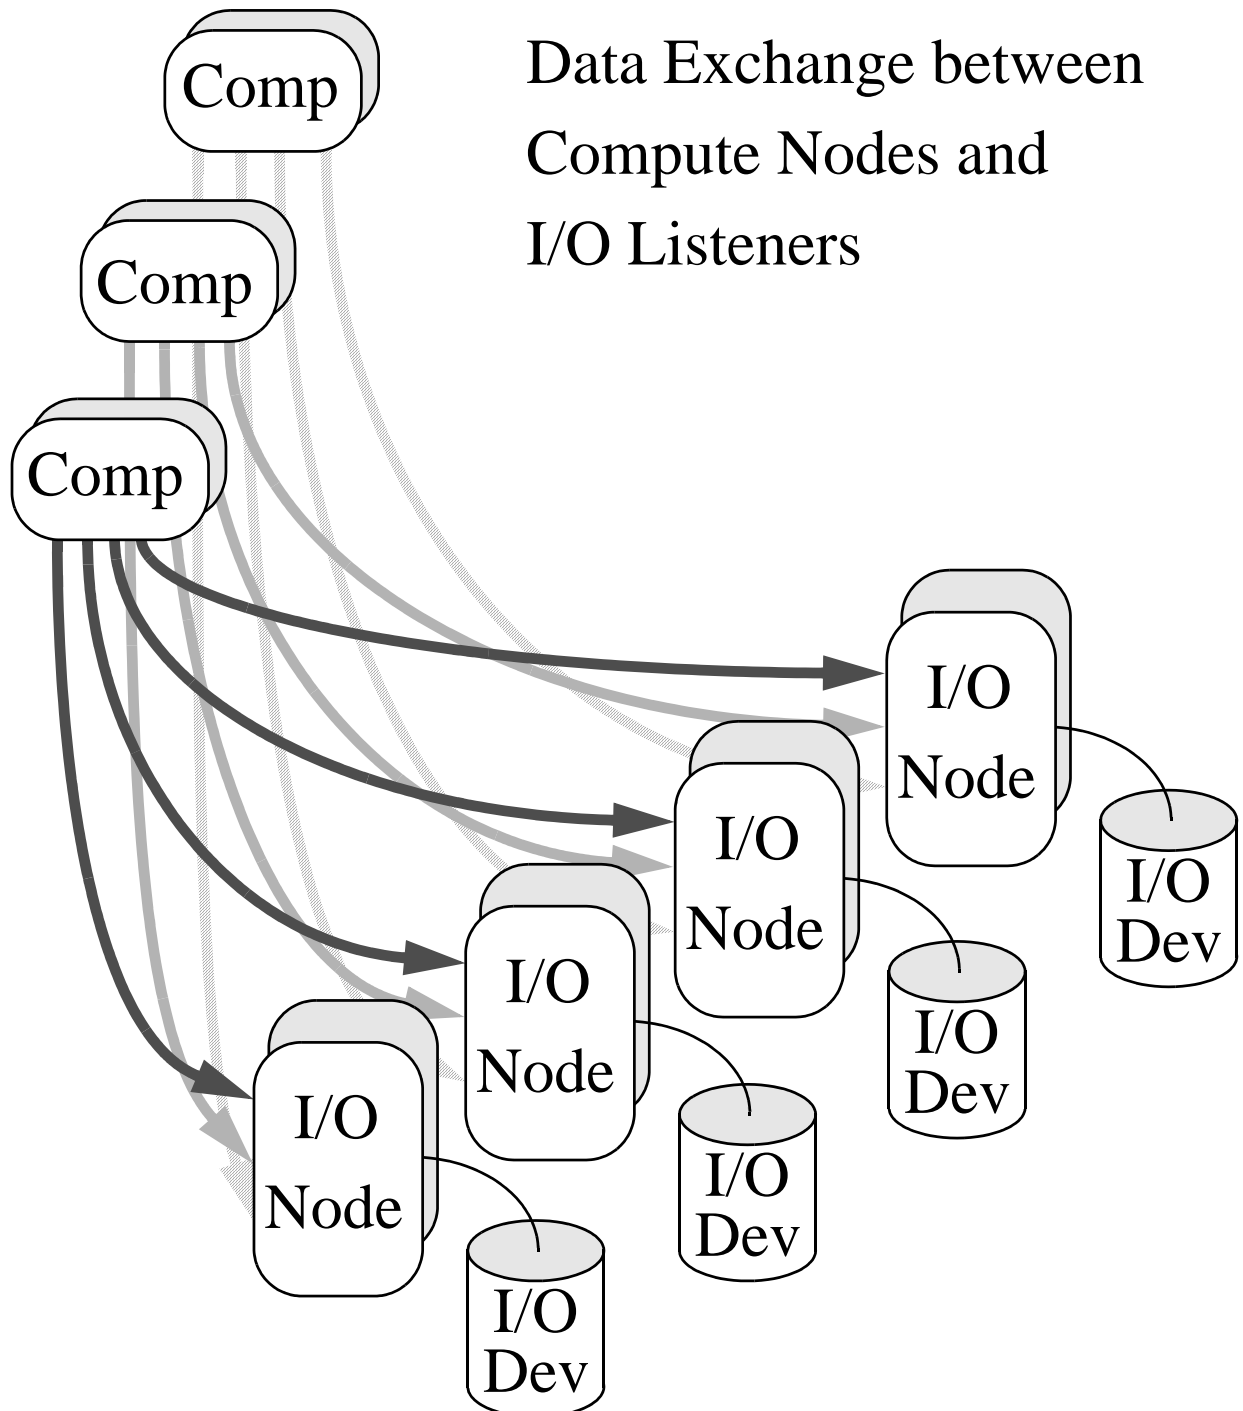 Data Exchange between
Compute Nodes and
I/O Listeners
Comp
Comp
Comp
I/O
Node
I/O
Dev
I/O
Node
I/O
Dev
I/O
Node
I/O
Dev
I/O
Node
I/O
Dev